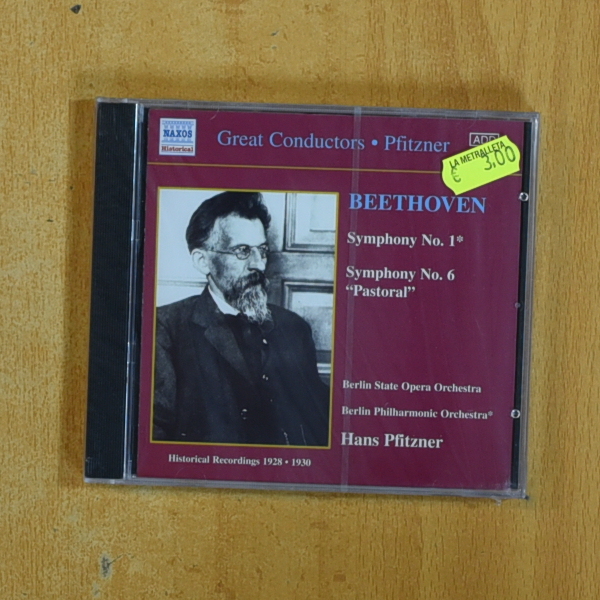 NAXOS
Historical
Great Conductors • Pfitzner
ADD
LA METRALLETA
€ 3,00
BEETHOVEN
Symphony No. 1*
Symphony No. 6
“Pastoral”
Berlin State Opera Orchestra
Berlin Philharmonic Orchestra*
Hans Pfitzner
Historical Recordings 1928 • 1930